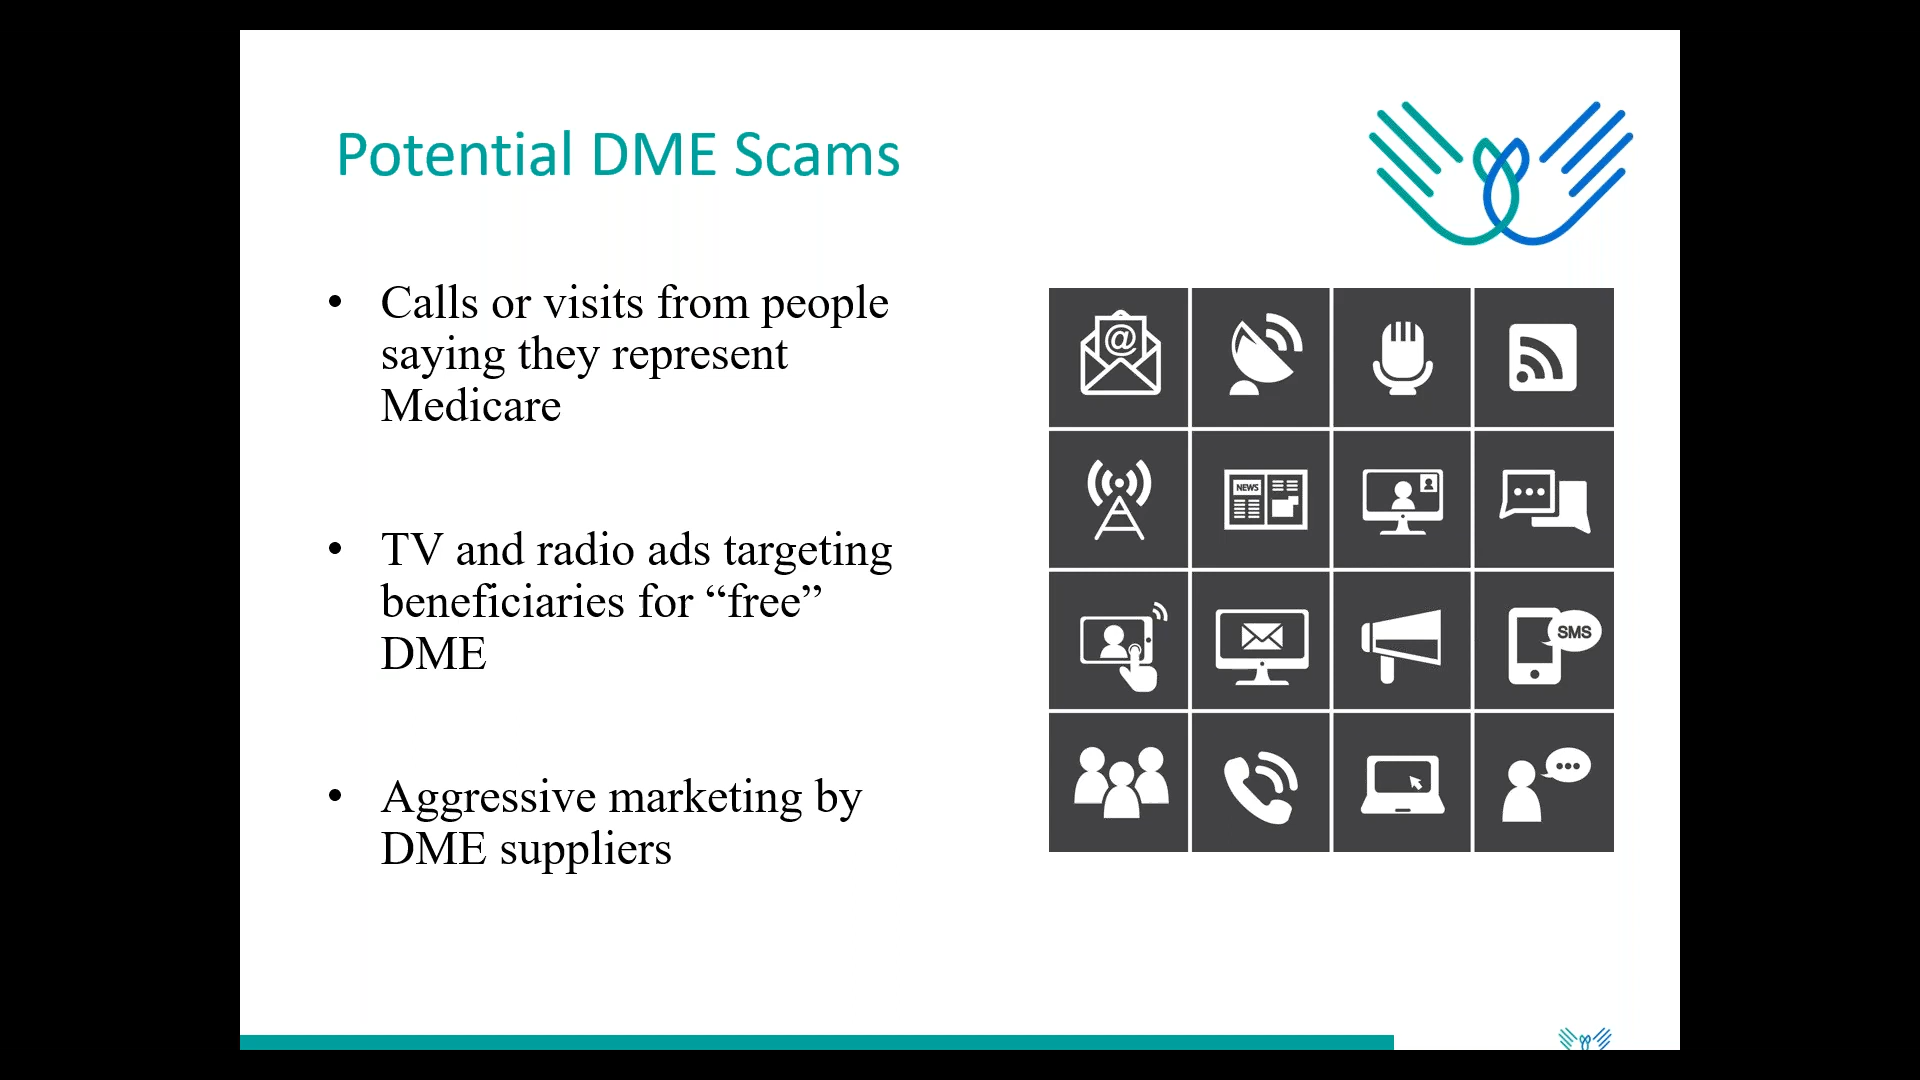 Potential DME Scams
• Calls or visits from people
saying they represent
Medicare
• TV and radio ads targeting
beneficiaries for “free”
DME
• Aggressive marketing by
DME suppliers
@
NEWS
SMS